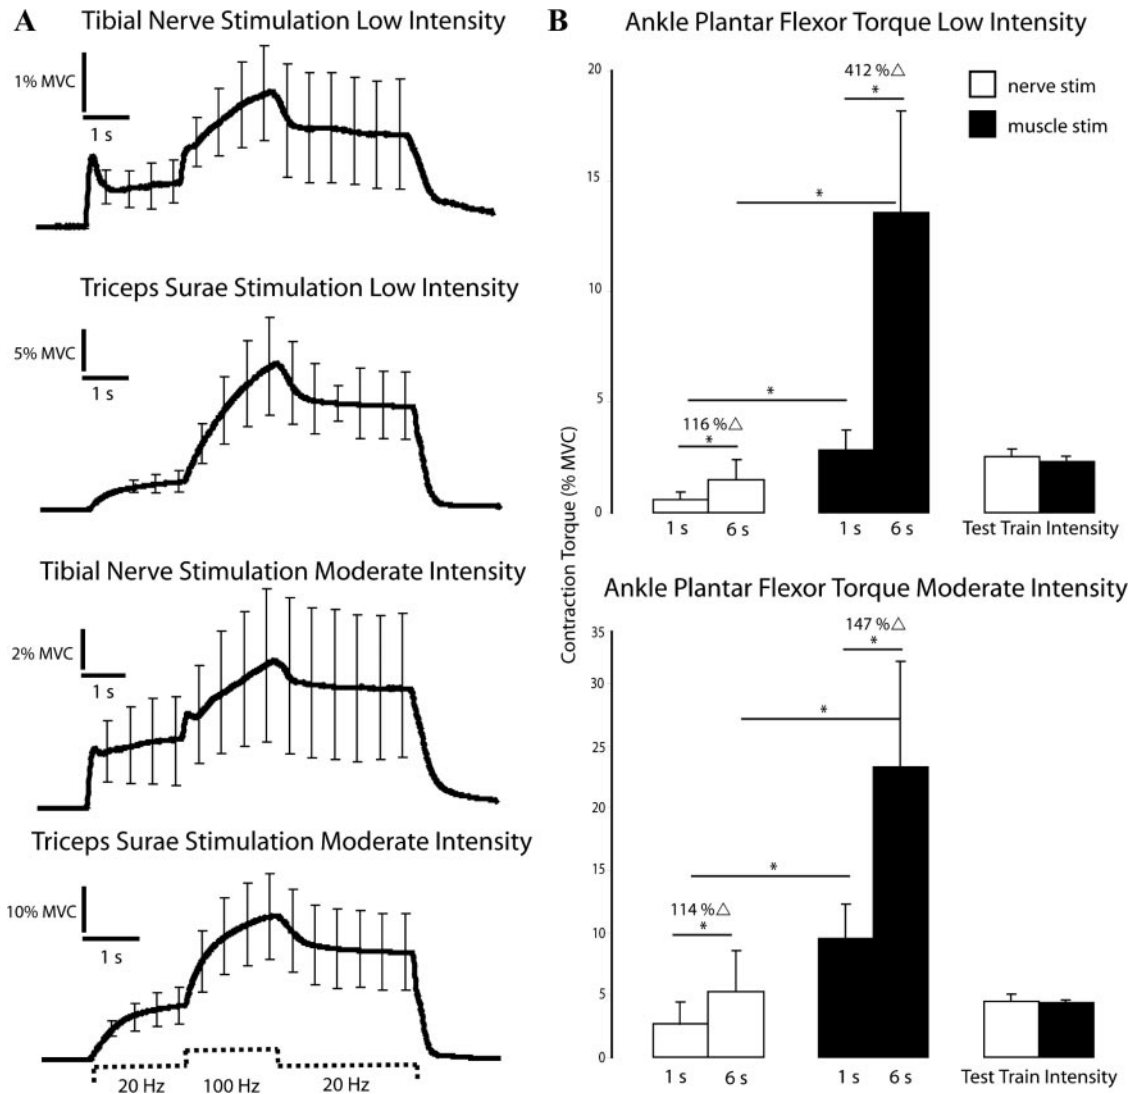 A
Tibial Nerve Stimulation Low Intensity
1% MVC
1 s
Triceps Surae Stimulation Low Intensity
5% MVC
1 s
Tibial Nerve Stimulation Moderate Intensity
2% MVC
1 s
Triceps Surae Stimulation Moderate Intensity
10% MVC
1 s
20 Hz 100 Hz 20 Hz
B
Ankle Plantar Flexor Torque Low Intensity
Contraction Torque (% MVC)
20
15
10
5
0
412 %△
*
nerve stim
muscle stim
*
*
116 %△
*
1 s 6 s 1 s 6 s Test Train Intensity
Ankle Plantar Flexor Torque Moderate Intensity
35
30
25
20
15
10
5
0
147 %△
*
*
*
114 %△
*
1 s 6 s 1 s 6 s Test Train Intensity